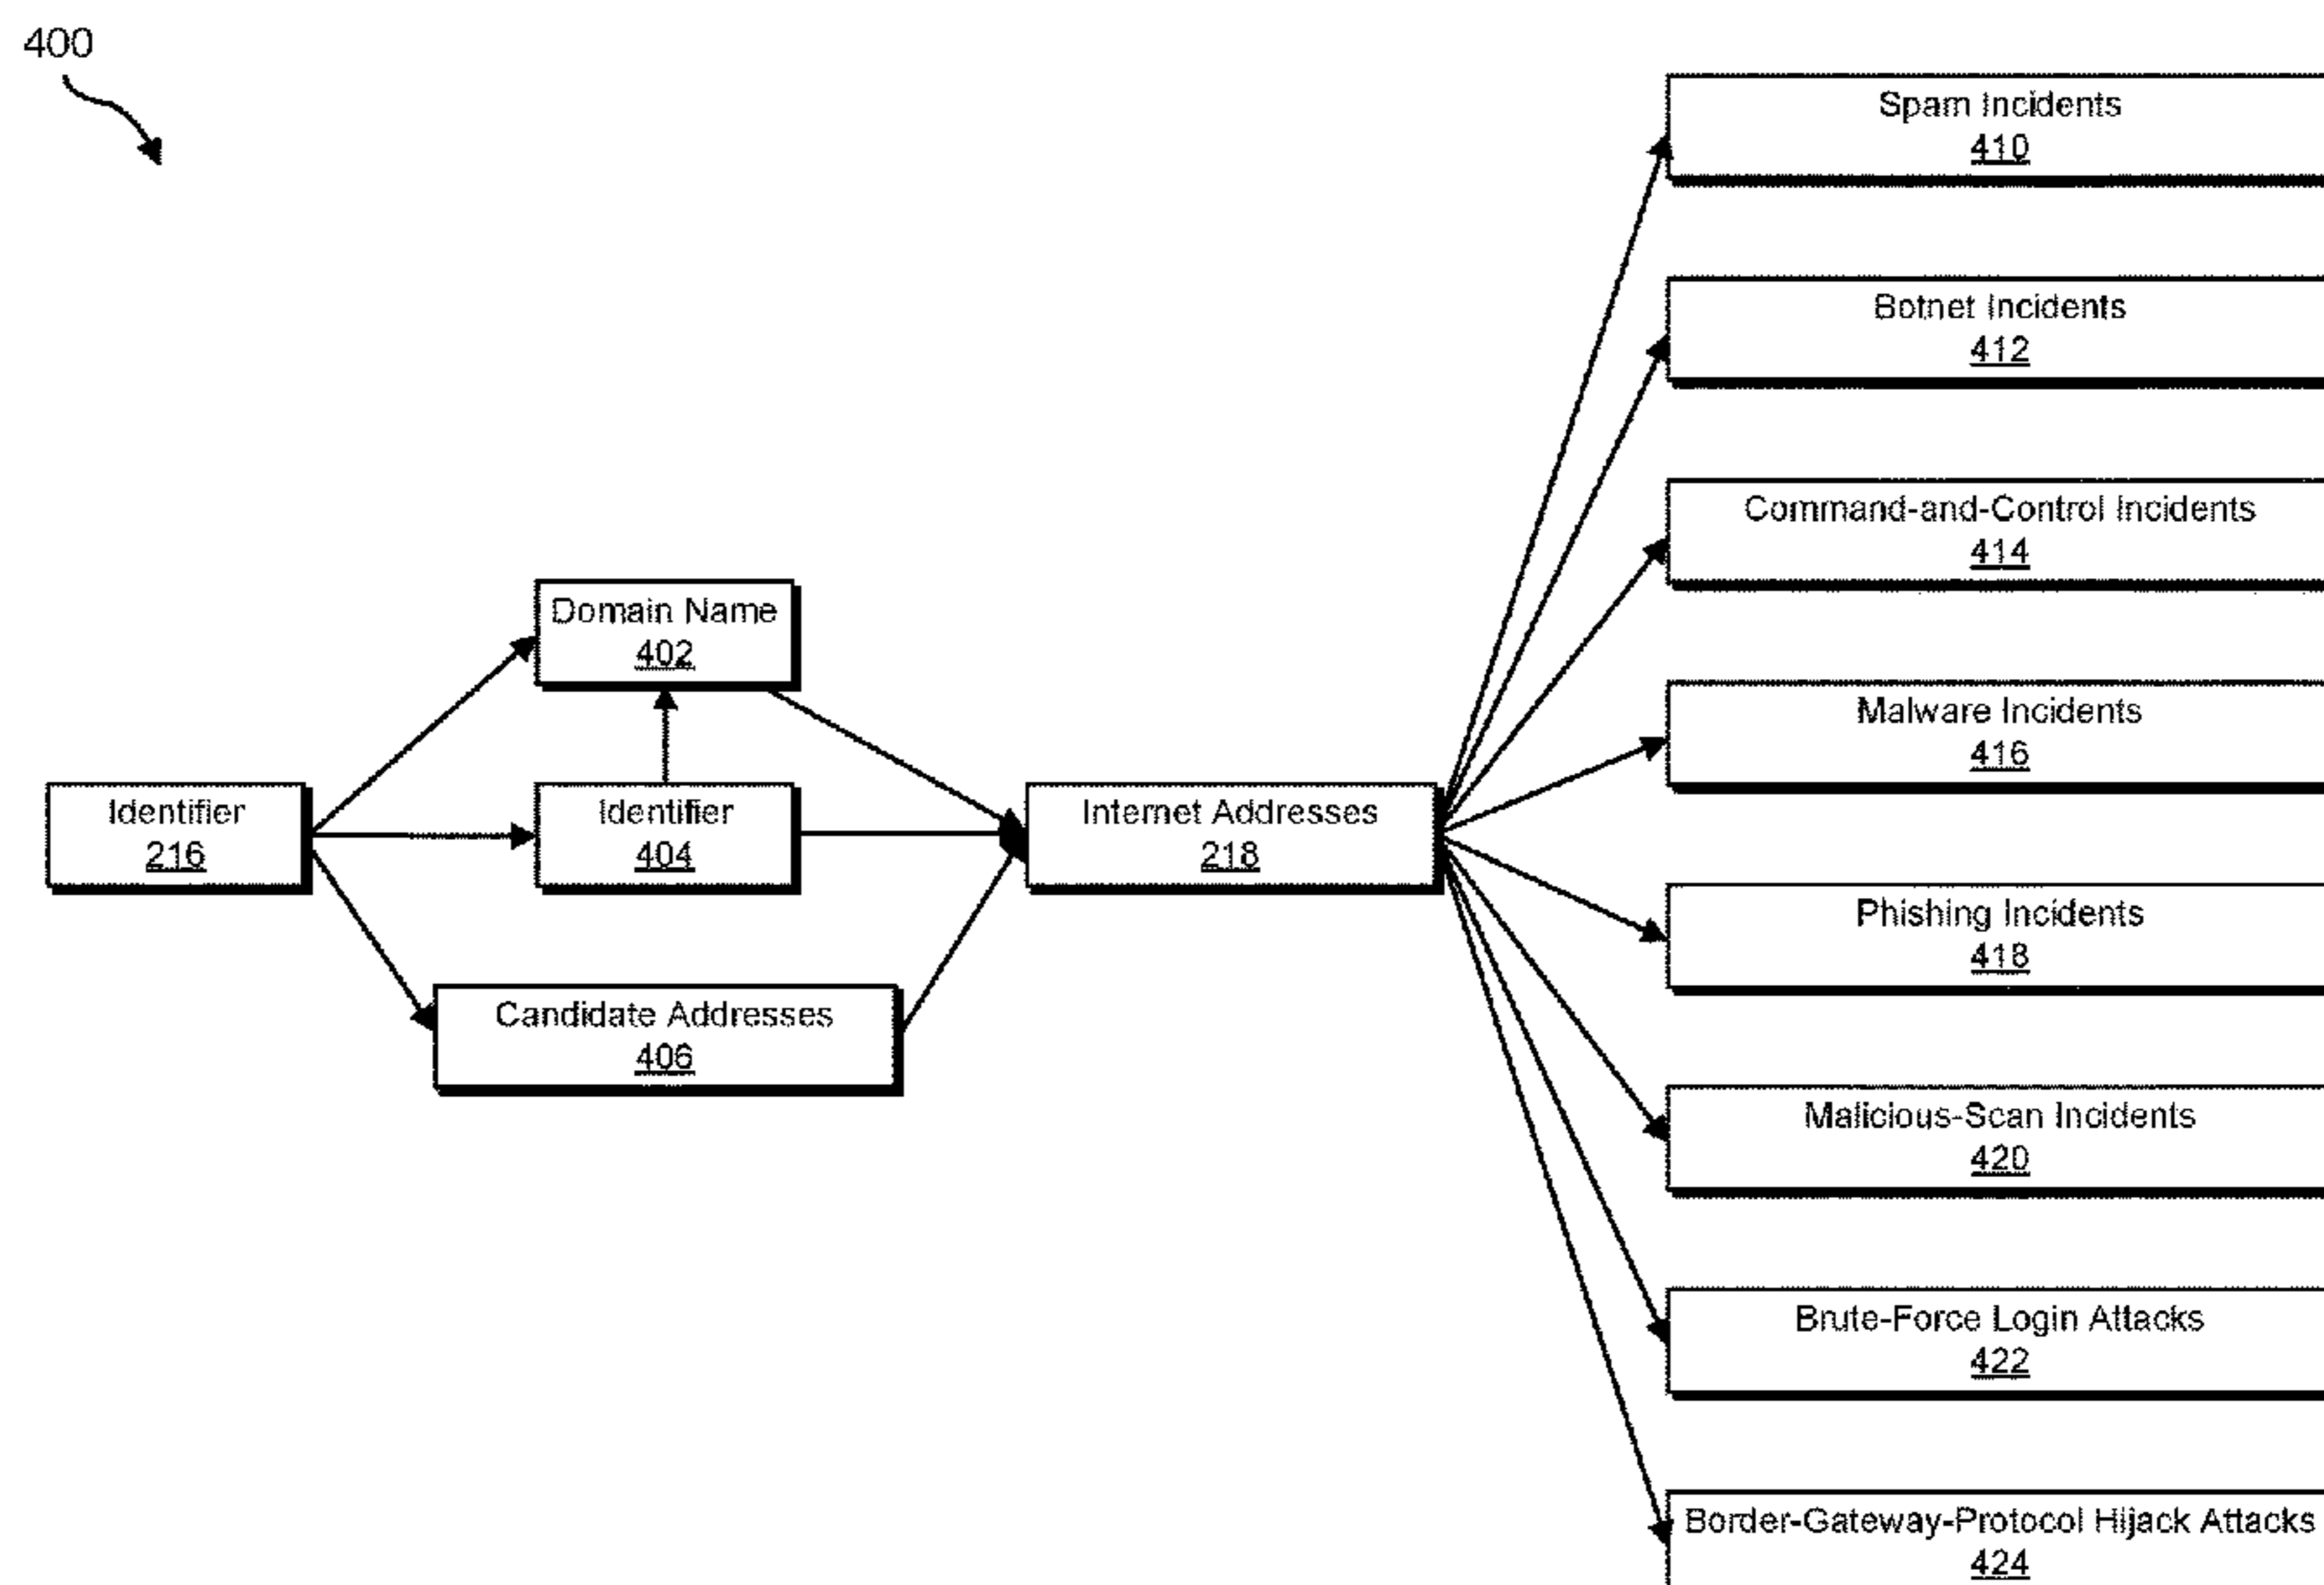 400
Spam Incidents
410
Botnet Incidents
412
Command-and-Control Incidents
414
Domain Name
402
Malware Incidents
416
Identifier
216
Identifier
404
Internet Addresses
218
Phishing Incidents
418
Candidate Addresses
406
Malicious-Scan Incidents
420
Brute-Force Login Attacks
422
Border-Gateway-Protocol Hijack Attacks
424